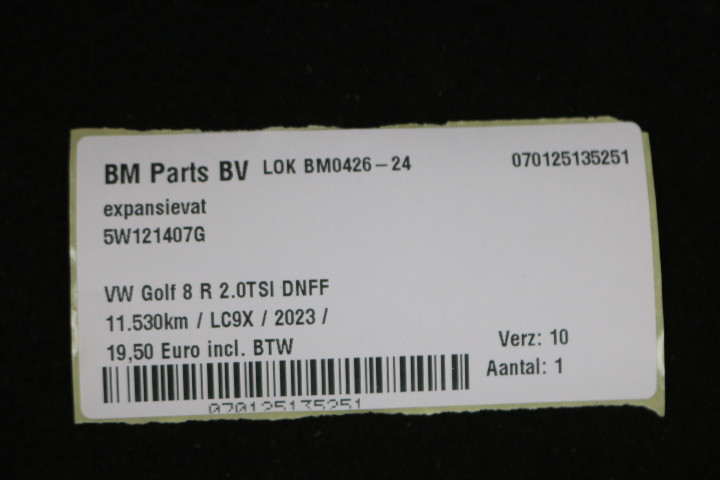 BM Parts BV LOK BM0426-24 070125135251
expansievat
5W121407G
VW Golf 8 R 2.0TSI DNFF
11.530km / LC9X / 2023 /
19,50 Euro incl. BTW
Verz: 10
Aantal: 1
070125135251